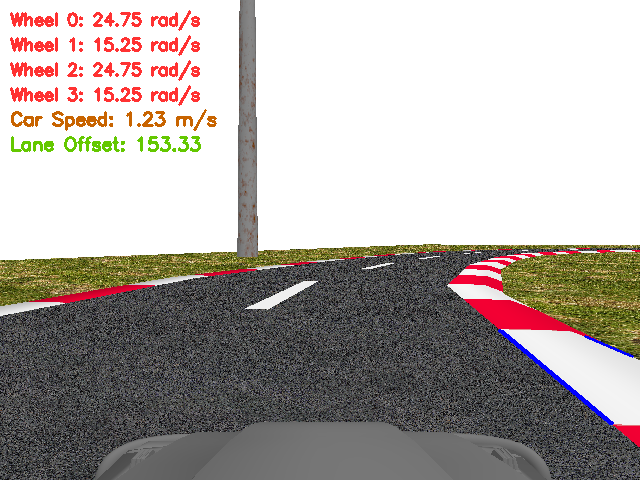 Wheel 0: 24.75 rad/s
Wheel 1: 15.25 rad/s
Wheel 2: 24.75 rad/s
Wheel 3: 15.25 rad/s
Car Speed: 1.23 m/s
Lane Offset: 153.33